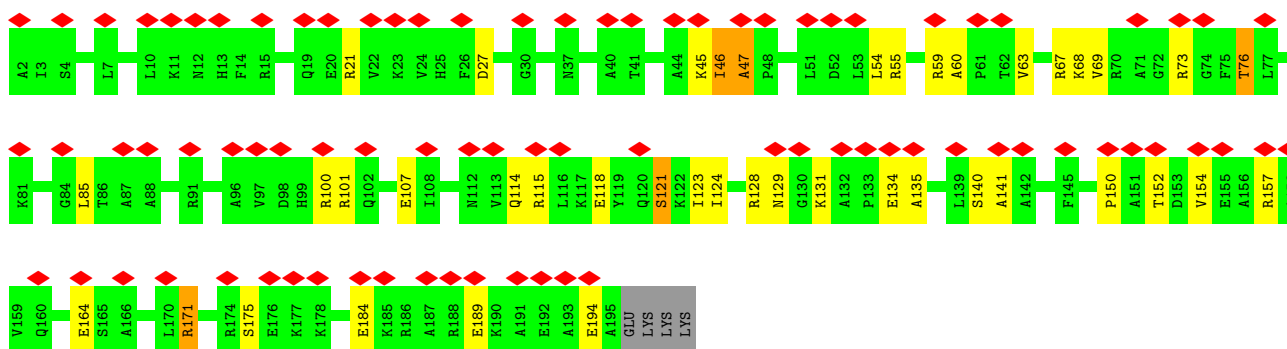 A2 I3 S4 L7 L10 K11 N12 H13 F14 R15 Q19 E20 R21 V22 K23 V24 H25 F26 D27 G30 N37 A40 T41 A44 K45 I46 A47 P48 L51 D52 L53 L54 R55 R59 A60 P61 T62 V63 R67 K68 V69 R70 A71 G72 R73 G74 F75 T76 L77
K81 G84 L85 T86 A87 A88 R91 A96 V97 D98 H99 R100 R101 Q102 E107 I108 N112 V113 Q114 R115 L116 K117 E118 Y119 Q120 S121 K122 I123 I124 R128 N129 G130 K131 A132 P133 E134 A135 L139 S140 A141 A142 F145 P150 A151 T152 D153 V154 E155 A156 R157
V159 Q160 E164 S165 A166 L170 R171 R174 S175 E176 K177 K178 E184 K185 R186 A187 R188 E189 K190 A191 E192 A193 E194 A195 GLU LYS LYS LYS